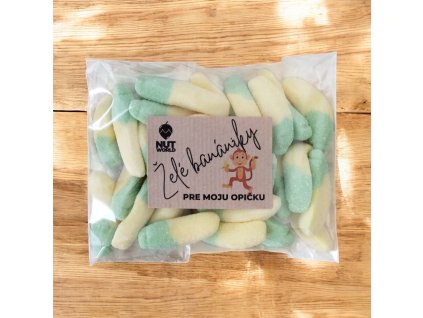 NUT
WORLD
Želé banániky
PRE MOJU OPIČKU